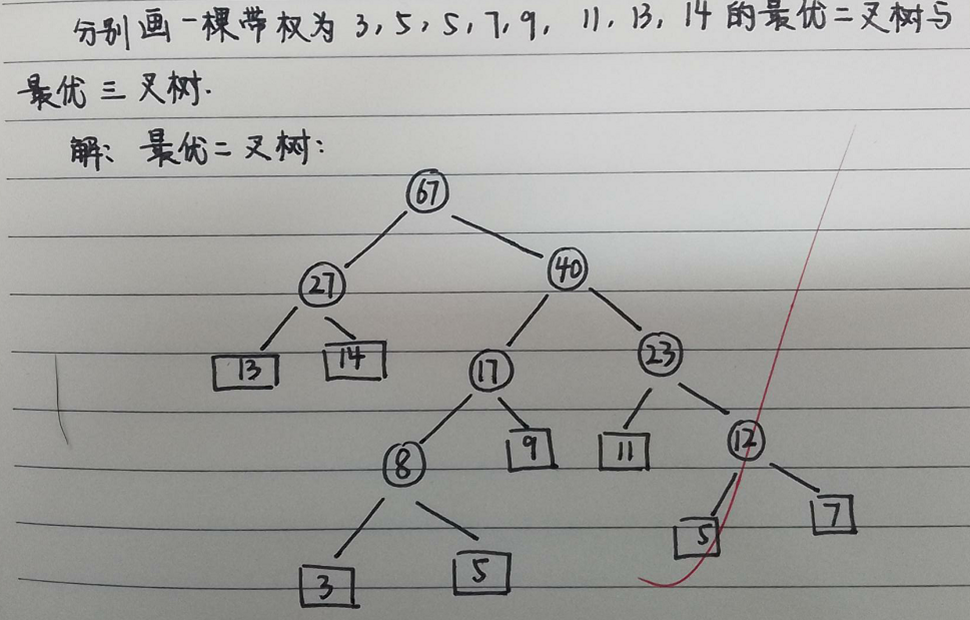 分别画一棵带权为 3, 5, 5, 7, 9, 11, 13, 14 的最优二叉树与
最优三叉树.
解: 最优二叉树:
67
27 40
13 14 17 23
8 9 11 12
3 5 5 7